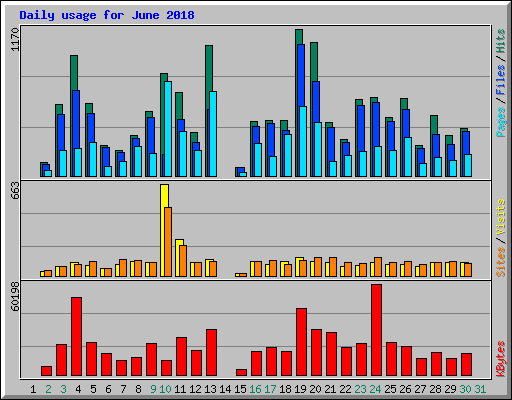 Daily usage for June 2018
1170
Pages/Files/Hits
663
Sites/Visits
60198
KBytes
1 2 3 4 5 6 7 8 9 10 11 12 13 14 15 16 17 18 19 20 21 22 23 24 25 26 27 28 29 30 31